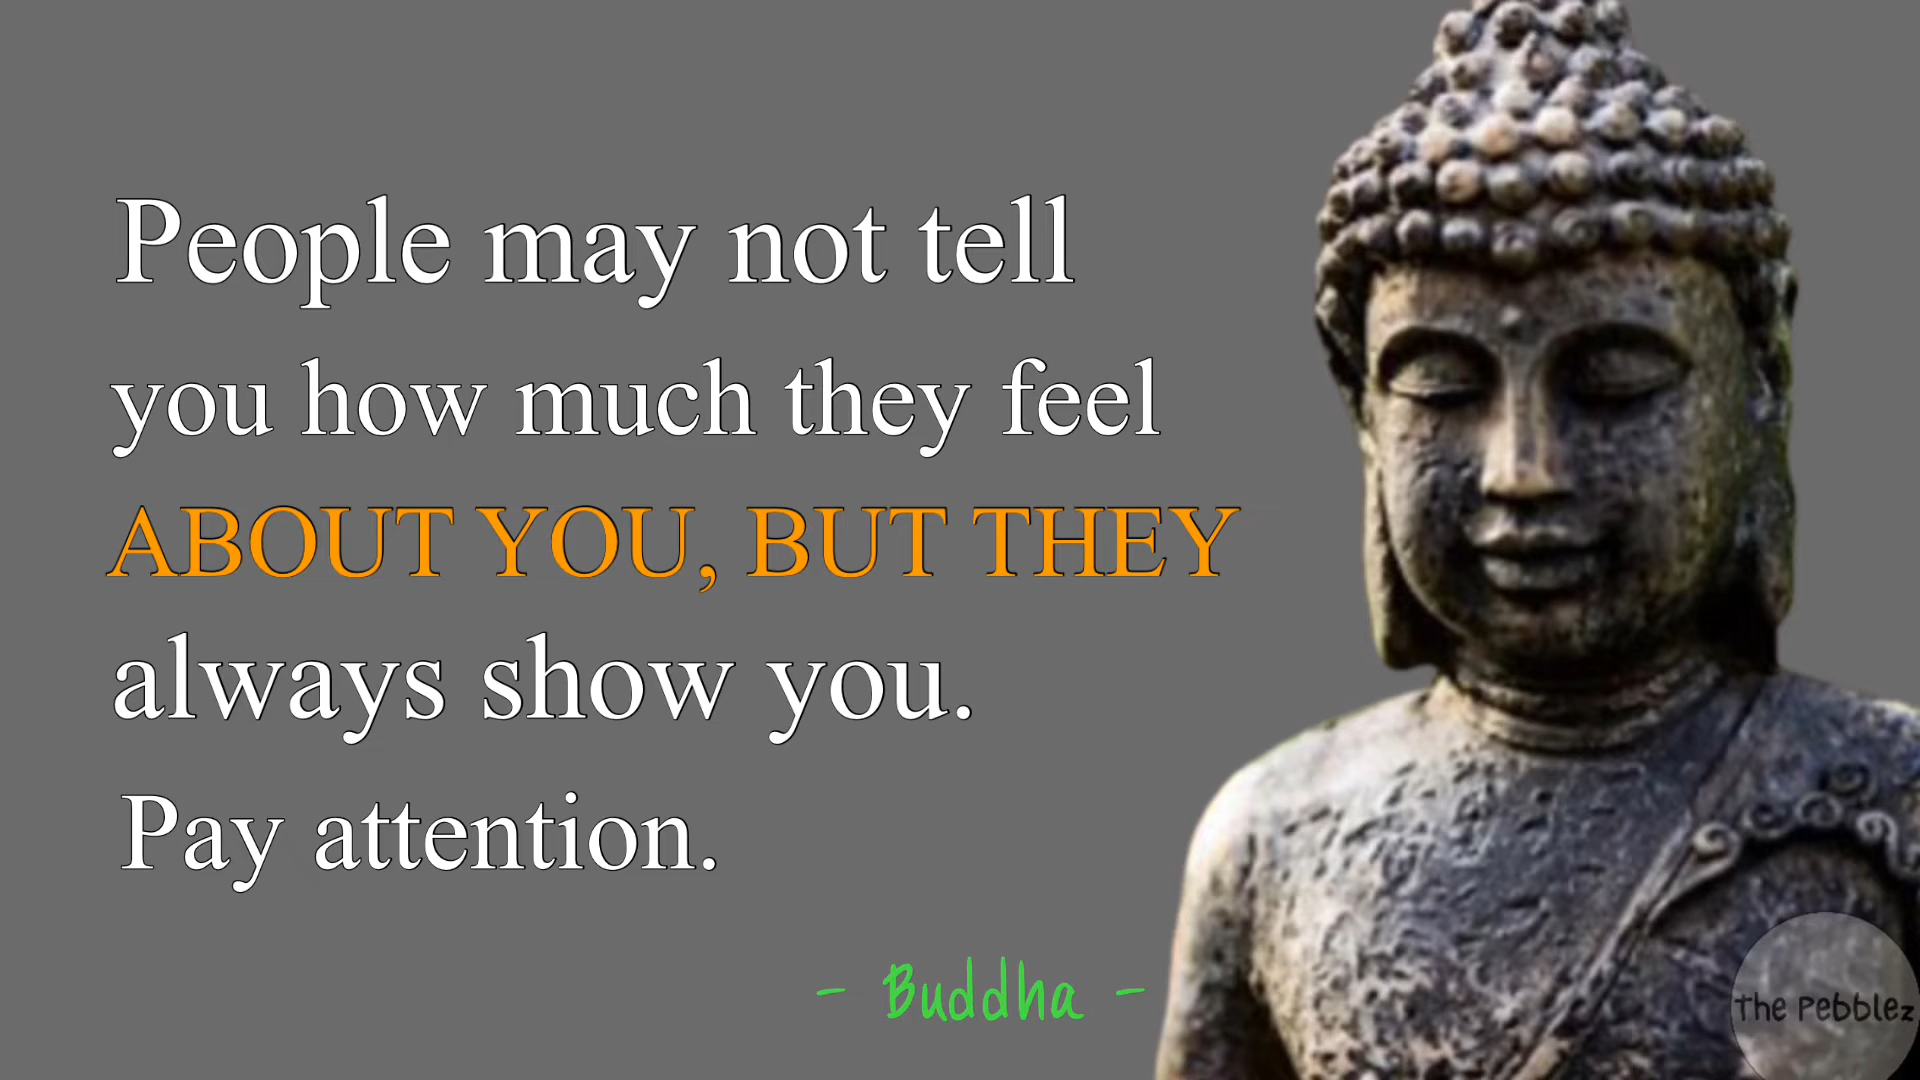 People may not tell
you how much they feel
ABOUT YOU, BUT THEY
always show you.
Pay attention.
- Buddha -
The Pebblez